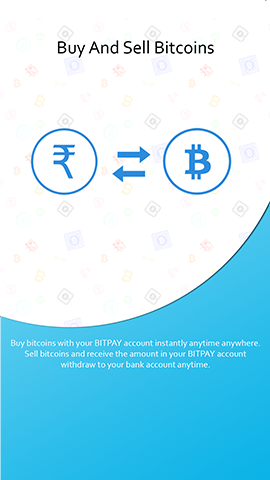 Buy And Sell Bitcoins
₹
₿
Buy bitcoins with your BITPAY account instantly anytime anywhere.
Sell bitcoins and receive the amount in your BITPAY account
withdraw to your bank account anytime.